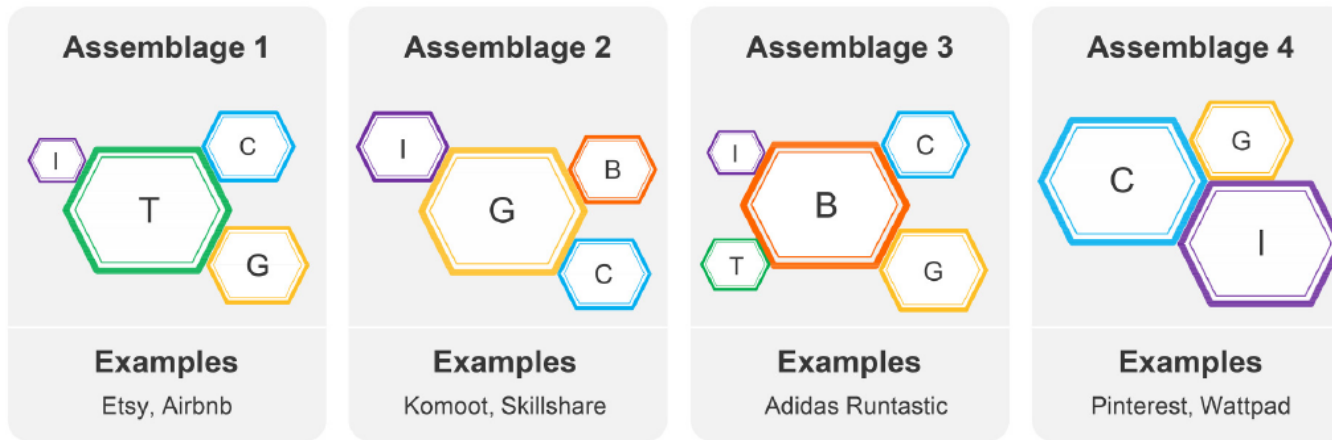 Assemblage 1
I
C
T
G
Examples
Etsy, Airbnb
Assemblage 2
I
B
G
C
Examples
Komoot, Skillshare
Assemblage 3
I
C
B
T
G
Examples
Adidas Runtastic
Assemblage 4
G
C
I
Examples
Pinterest, Wattpad